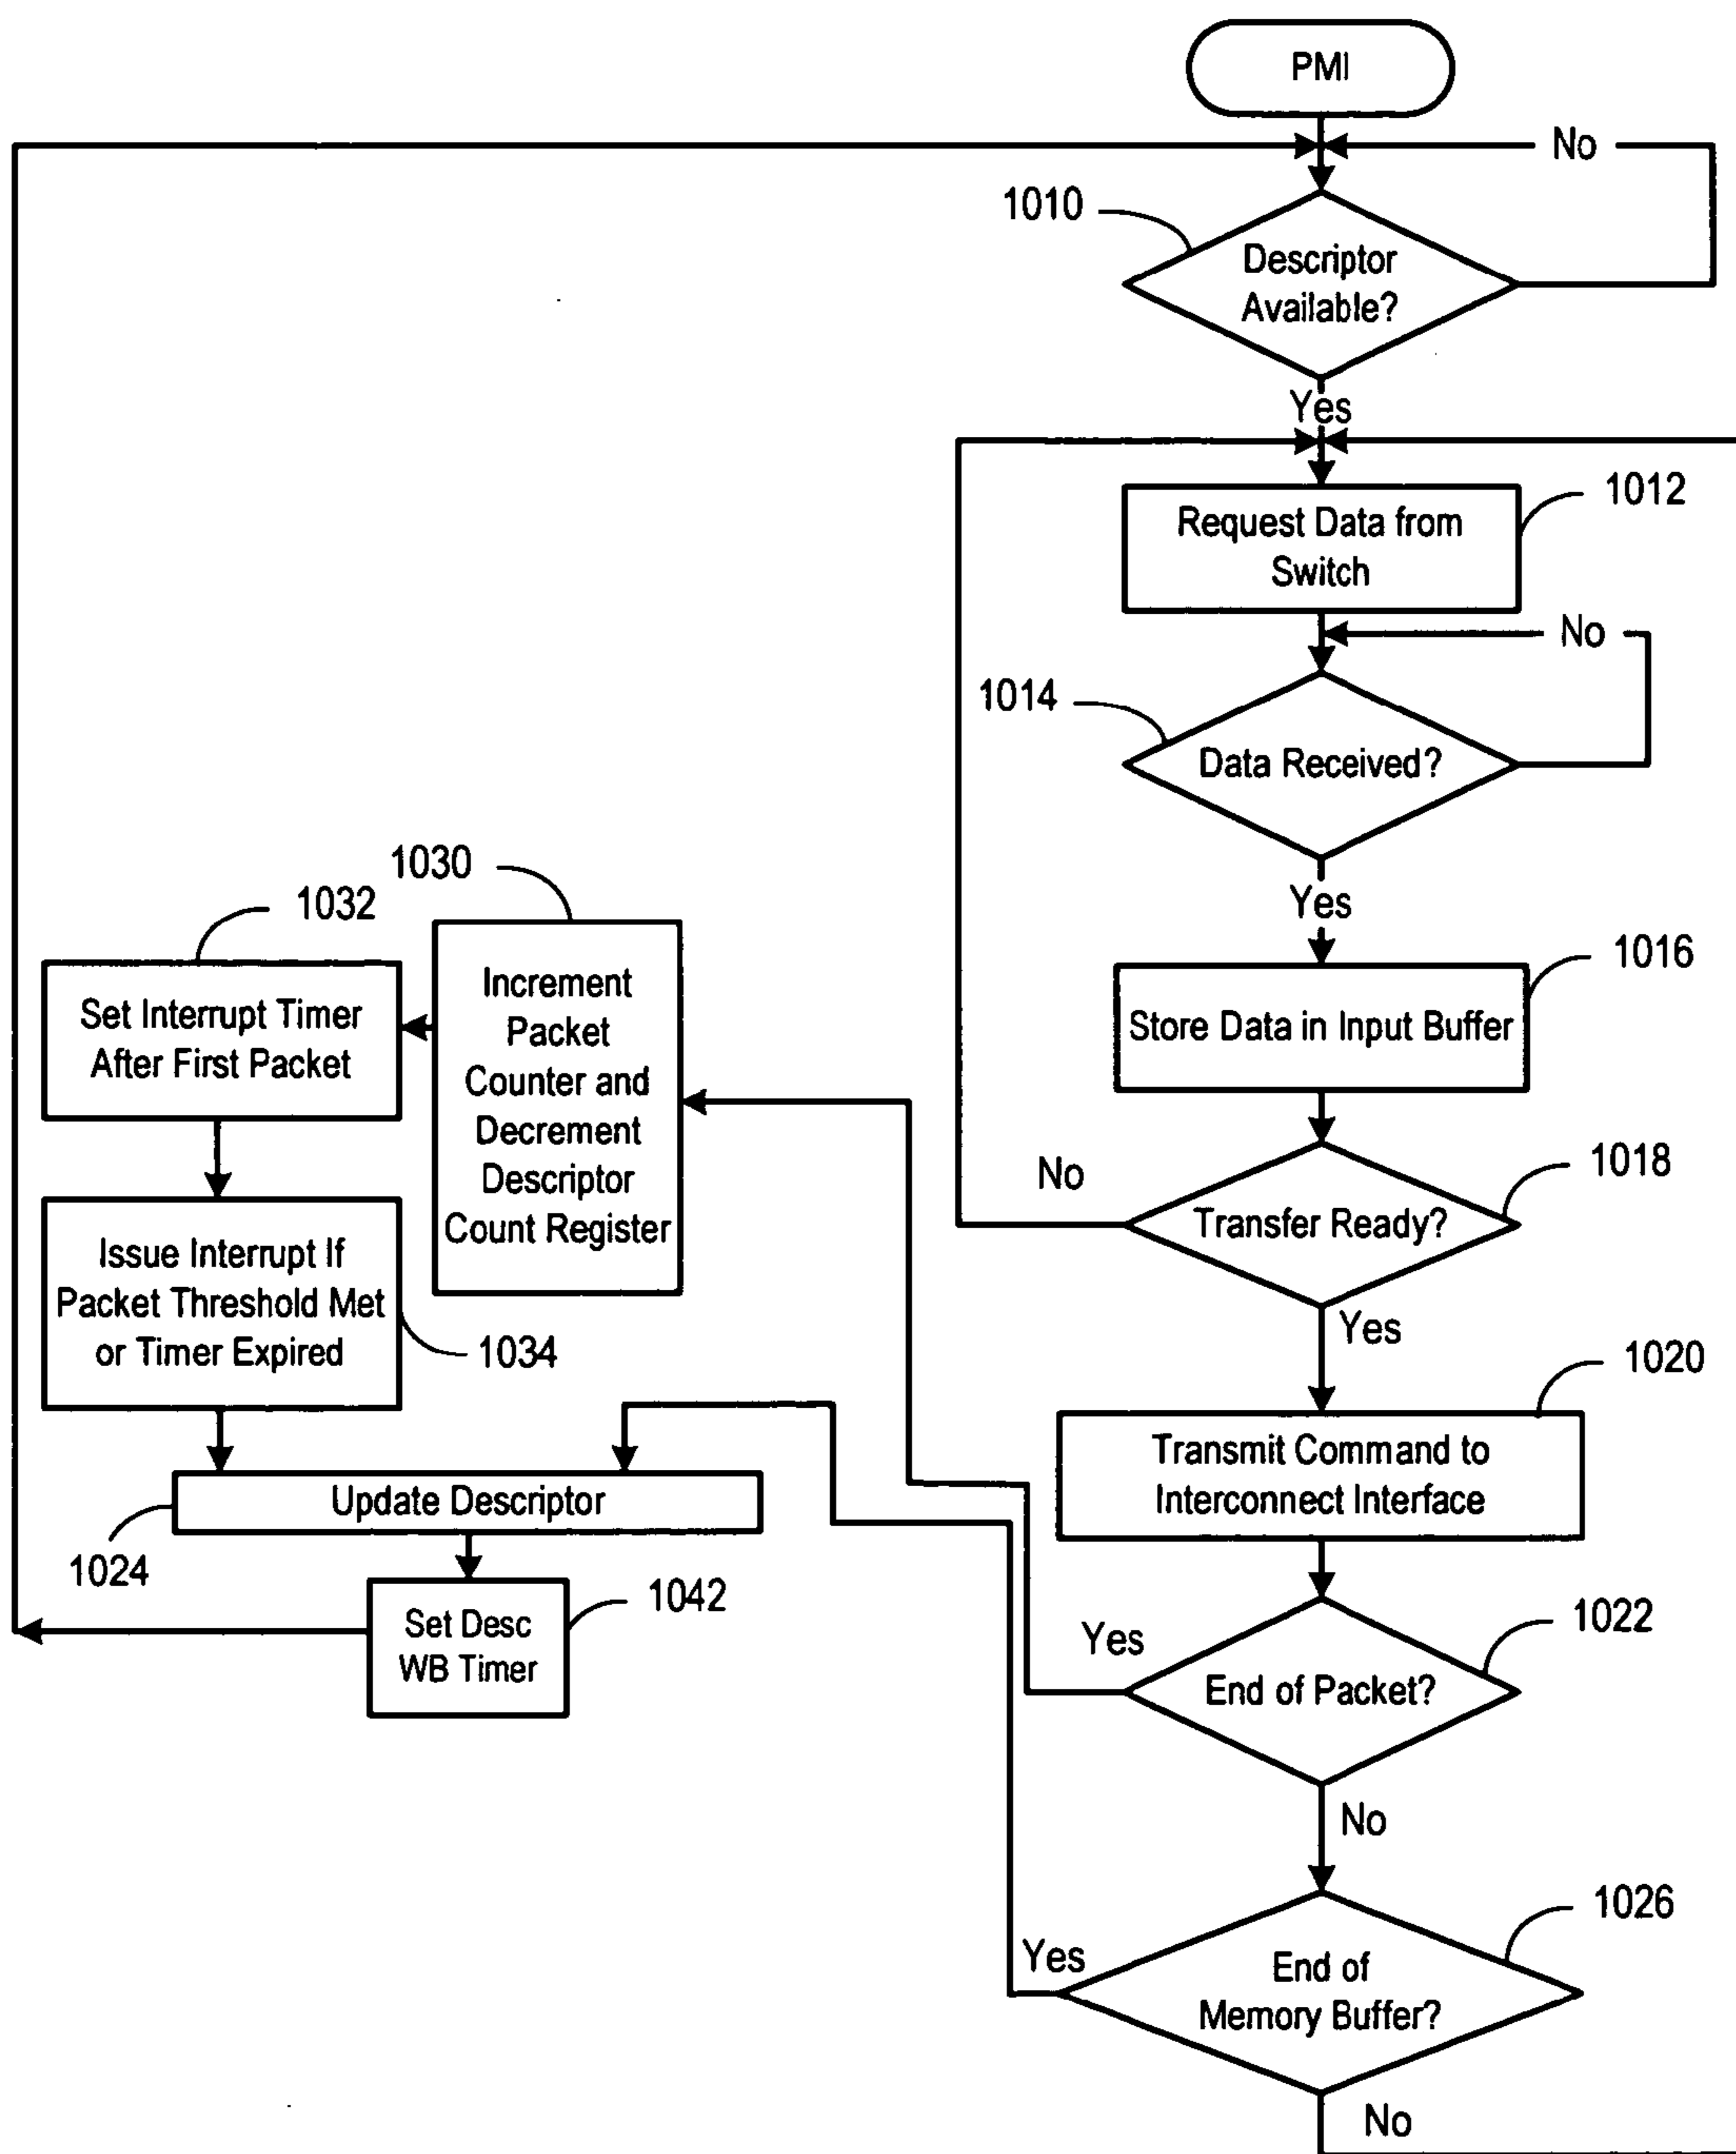 PMI
No
1010
Descriptor
Available?
Yes
1012
Request Data from
Switch
No
1014
Data Received?
Yes
1016
Store Data in Input Buffer
1018
No
Transfer Ready?
Yes
1020
Transmit Command to
Interconnect Interface
1022
Yes
End of Packet?
No
1026
Yes
End of
Memory Buffer?
No
1030
Increment
Packet
Counter and
Decrement
Descriptor
Count Register
1032
Set Interrupt Timer
After First Packet
Issue Interrupt If
Packet Threshold Met
or Timer Expired
1034
Update Descriptor
1024
1042
Set Desc
WB Timer